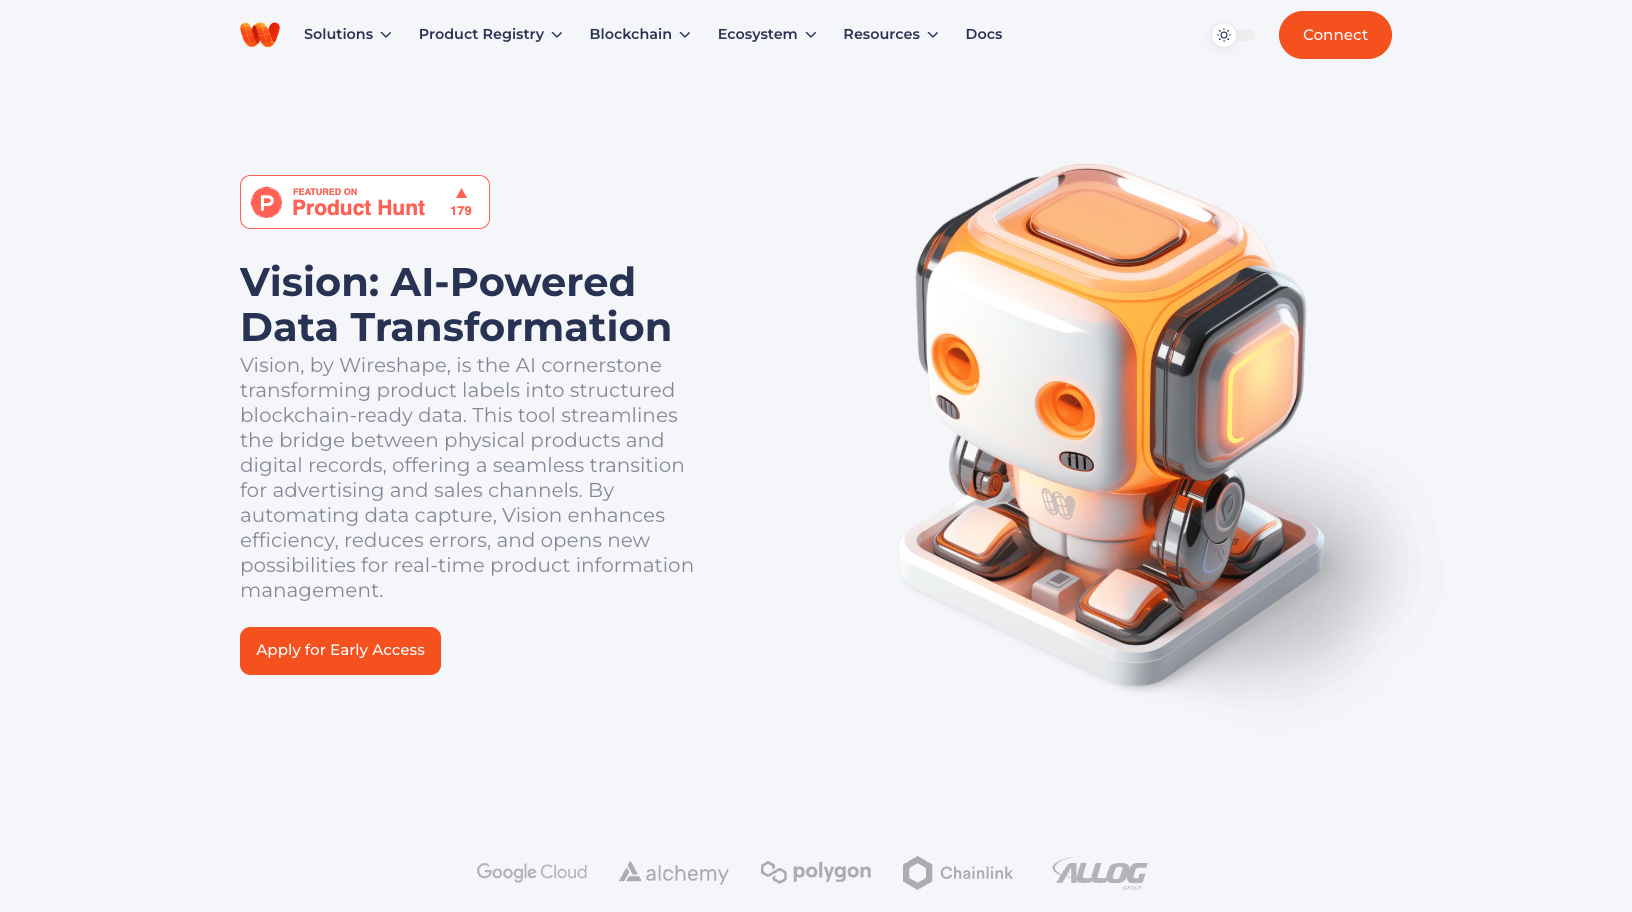 Solutions
Product Registry
Blockchain
Ecosystem
Resources
Docs
Connect
FEATURED ON
Product Hunt
179
Vision: AI-Powered
Data Transformation
Vision, by Wireshape, is the AI cornerstone
transforming product labels into structured
blockchain-ready data. This tool streamlines
the bridge between physical products and
digital records, offering a seamless transition
for advertising and sales channels. By
automating data capture, Vision enhances
efficiency, reduces errors, and opens new
possibilities for real-time product information
management.
Apply for Early Access
Google Cloud
alchemy
polygon
Chainlink
ALLOG
GROUP